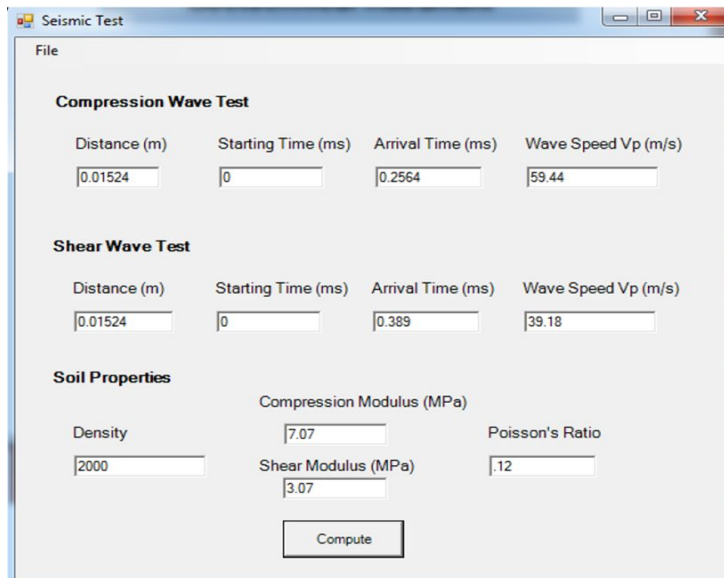 Seismic Test
File
Compression Wave Test
Distance (m) Starting Time (ms) Arrival Time (ms) Wave Speed Vp (m/s)
0.01524 0 0.2564 59.44
Shear Wave Test
Distance (m) Starting Time (ms) Arrival Time (ms) Wave Speed Vp (m/s)
0.01524 0 0.389 39.18
Soil Properties
Compression Modulus (MPa)
Density 7.07 Poisson's Ratio
2000 Shear Modulus (MPa) .12
3.07
Compute